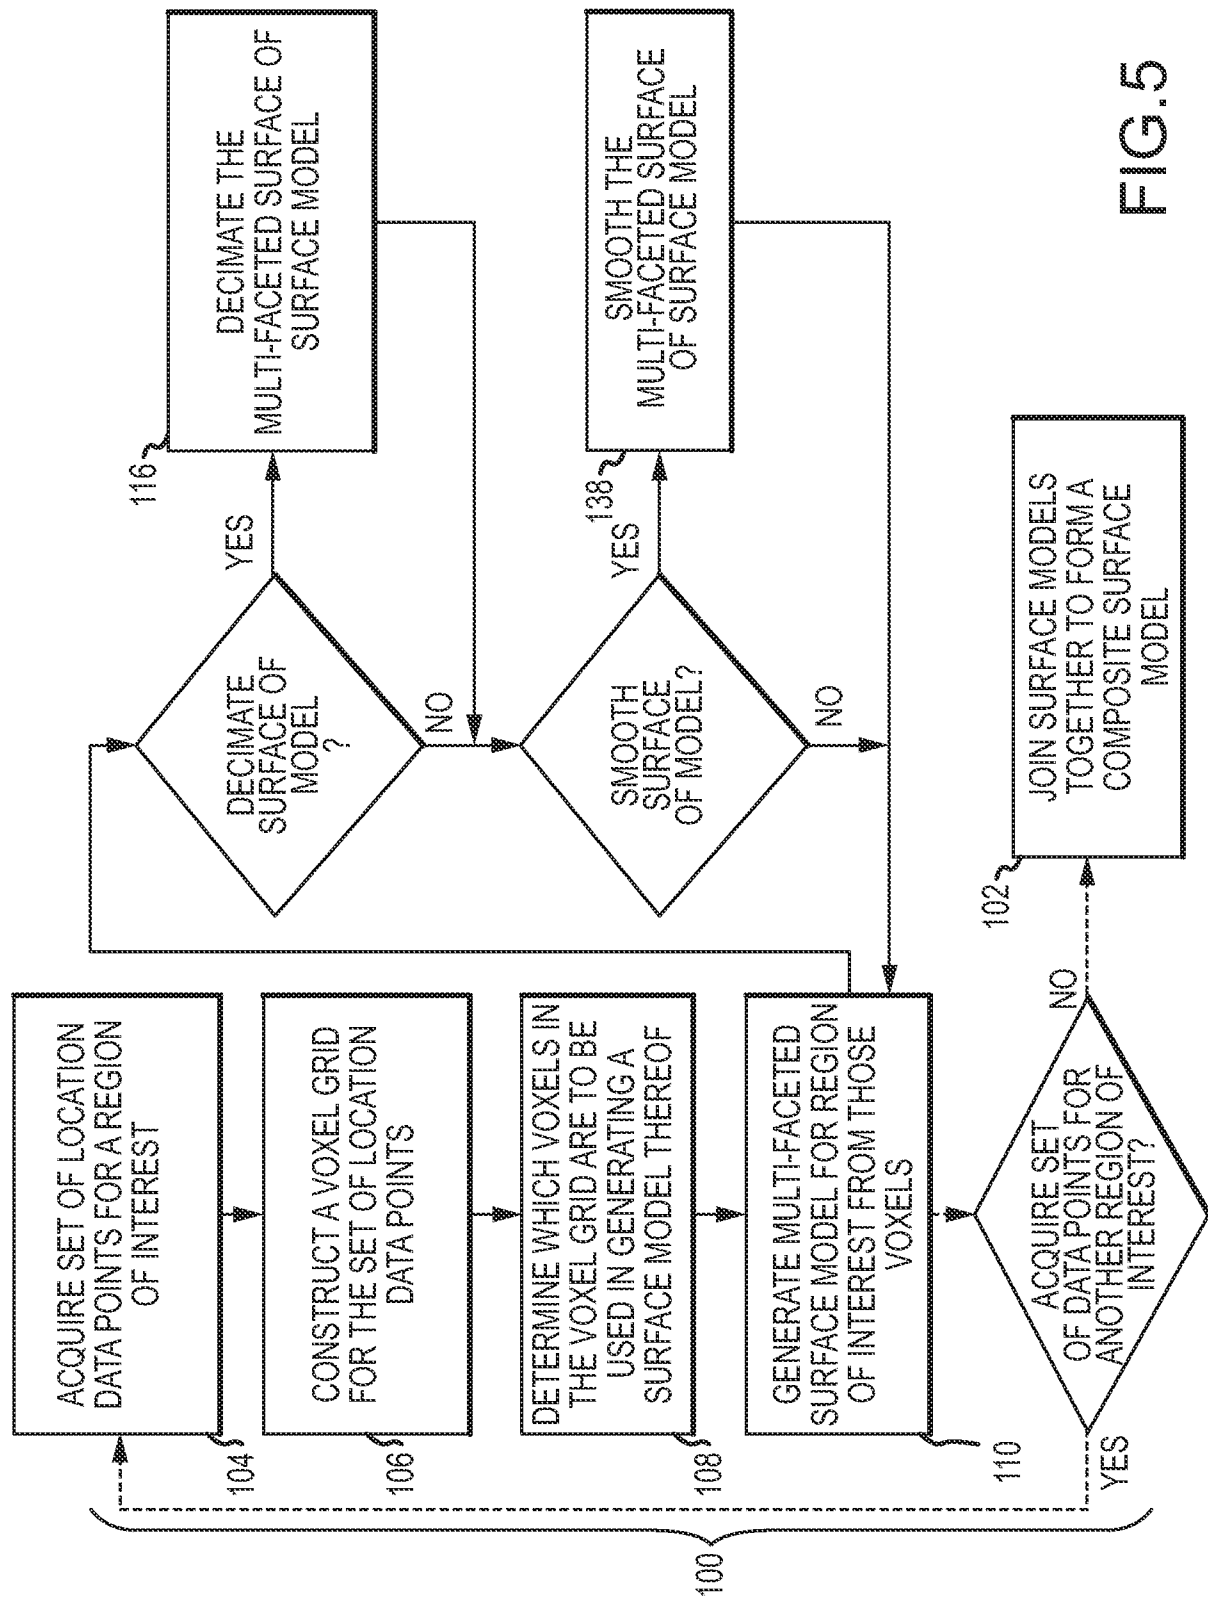 ACQUIRE SET OF LOCATION
DATA POINTS FOR A REGION
OF INTEREST
104
CONSTRUCT A VOXEL GRID
FOR THE SET OF LOCATION
DATA POINTS
106
DETERMINE WHICH VOXELS IN
THE VOXEL GRID ARE TO BE
USED IN GENERATING A
SURFACE MODEL THEREOF
108
GENERATE MULTI-FACETED
SURFACE MODEL FOR REGION
OF INTEREST FROM THOSE
VOXELS
110
ACQUIRE SET
OF DATA POINTS FOR
ANOTHER REGION OF
INTEREST?
YES
NO
100
DECIMATE
SURFACE OF
MODEL
?
YES
NO
116
DECIMATE THE
MULTI-FACETED SURFACE OF
SURFACE MODEL
SMOOTH
SURFACE
OF MODEL?
YES
NO
138
SMOOTH THE
MULTI-FACETED SURFACE
OF SURFACE MODEL
102
JOIN SURFACE MODELS
TOGETHER TO FORM A
COMPOSITE SURFACE
MODEL
FIG.5